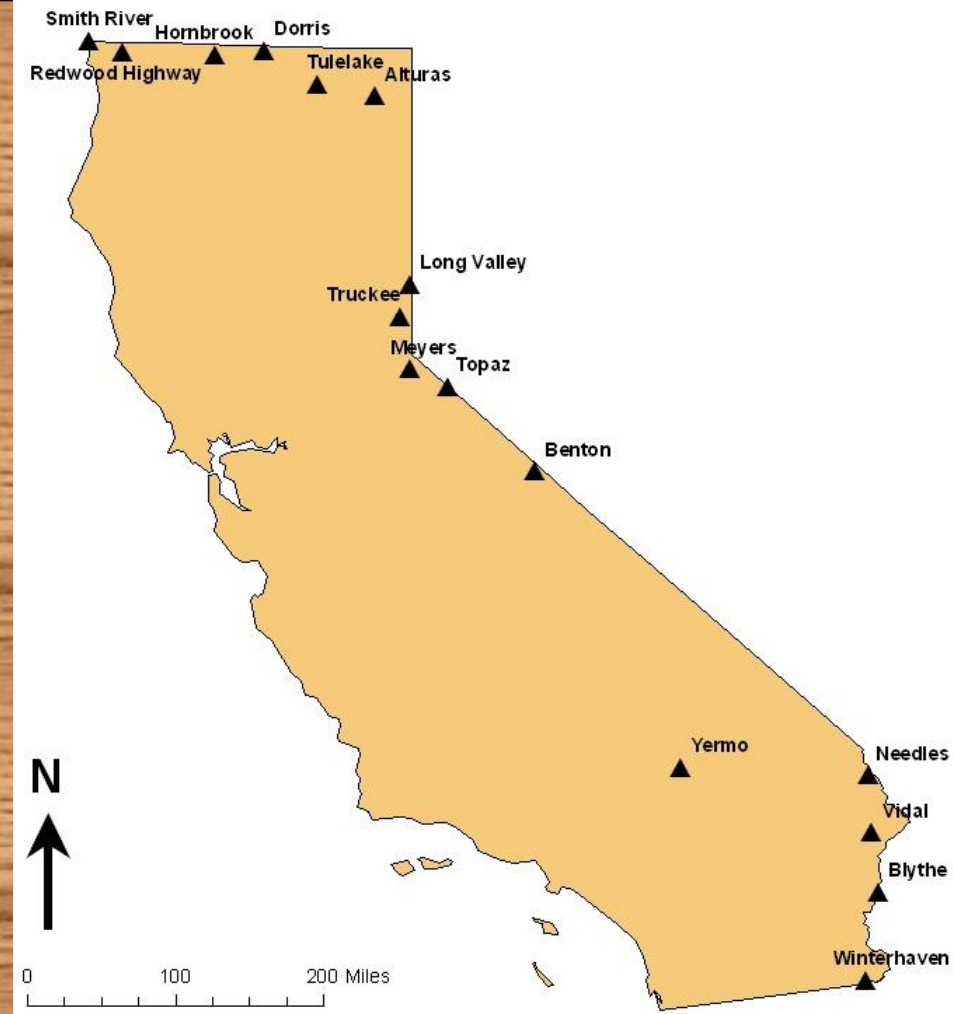 Smith River
Hornbrook
Dorris
Redwood Highway
Tulelake
Alturas
Long Valley
Truckee
Meyers
Topaz
Benton
Yermo
Needles
Vidal
Blythe
Winterhaven
N
0 100 200 Miles